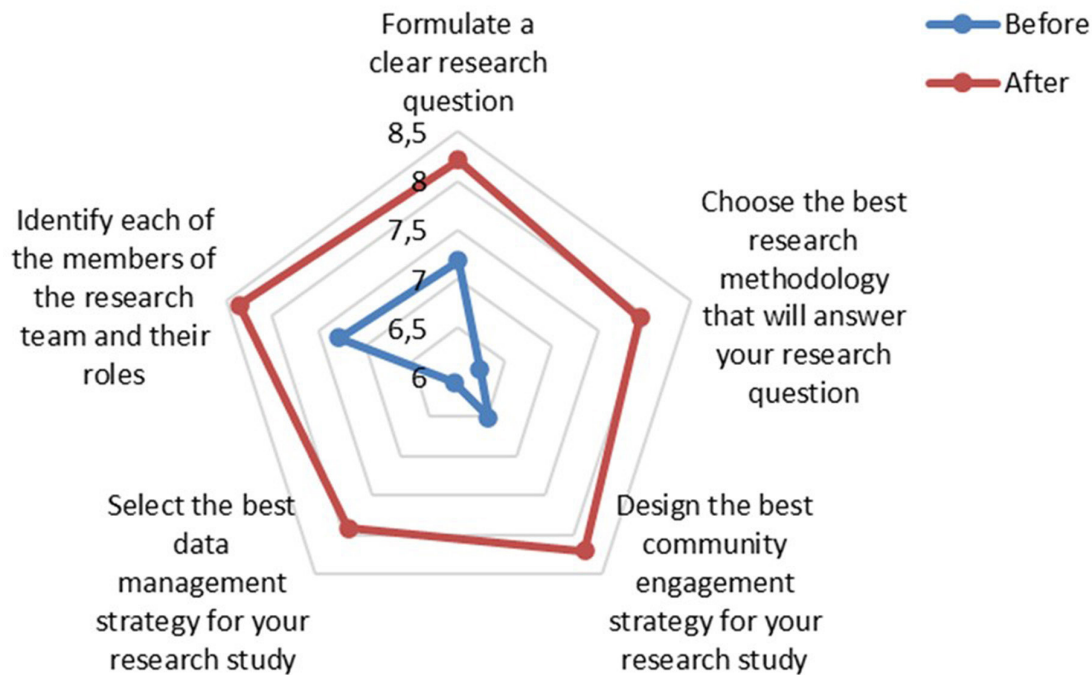 Before
After
Formulate a
clear research
question
8,5
8
7,5
7
6,5
6
Choose the best
research
methodology
that will answer
your research
question
Design the best
community
engagement
strategy for your
research study
Select the best
data
management
strategy for your
research study
Identify each of
the members of
the research
team and their
roles